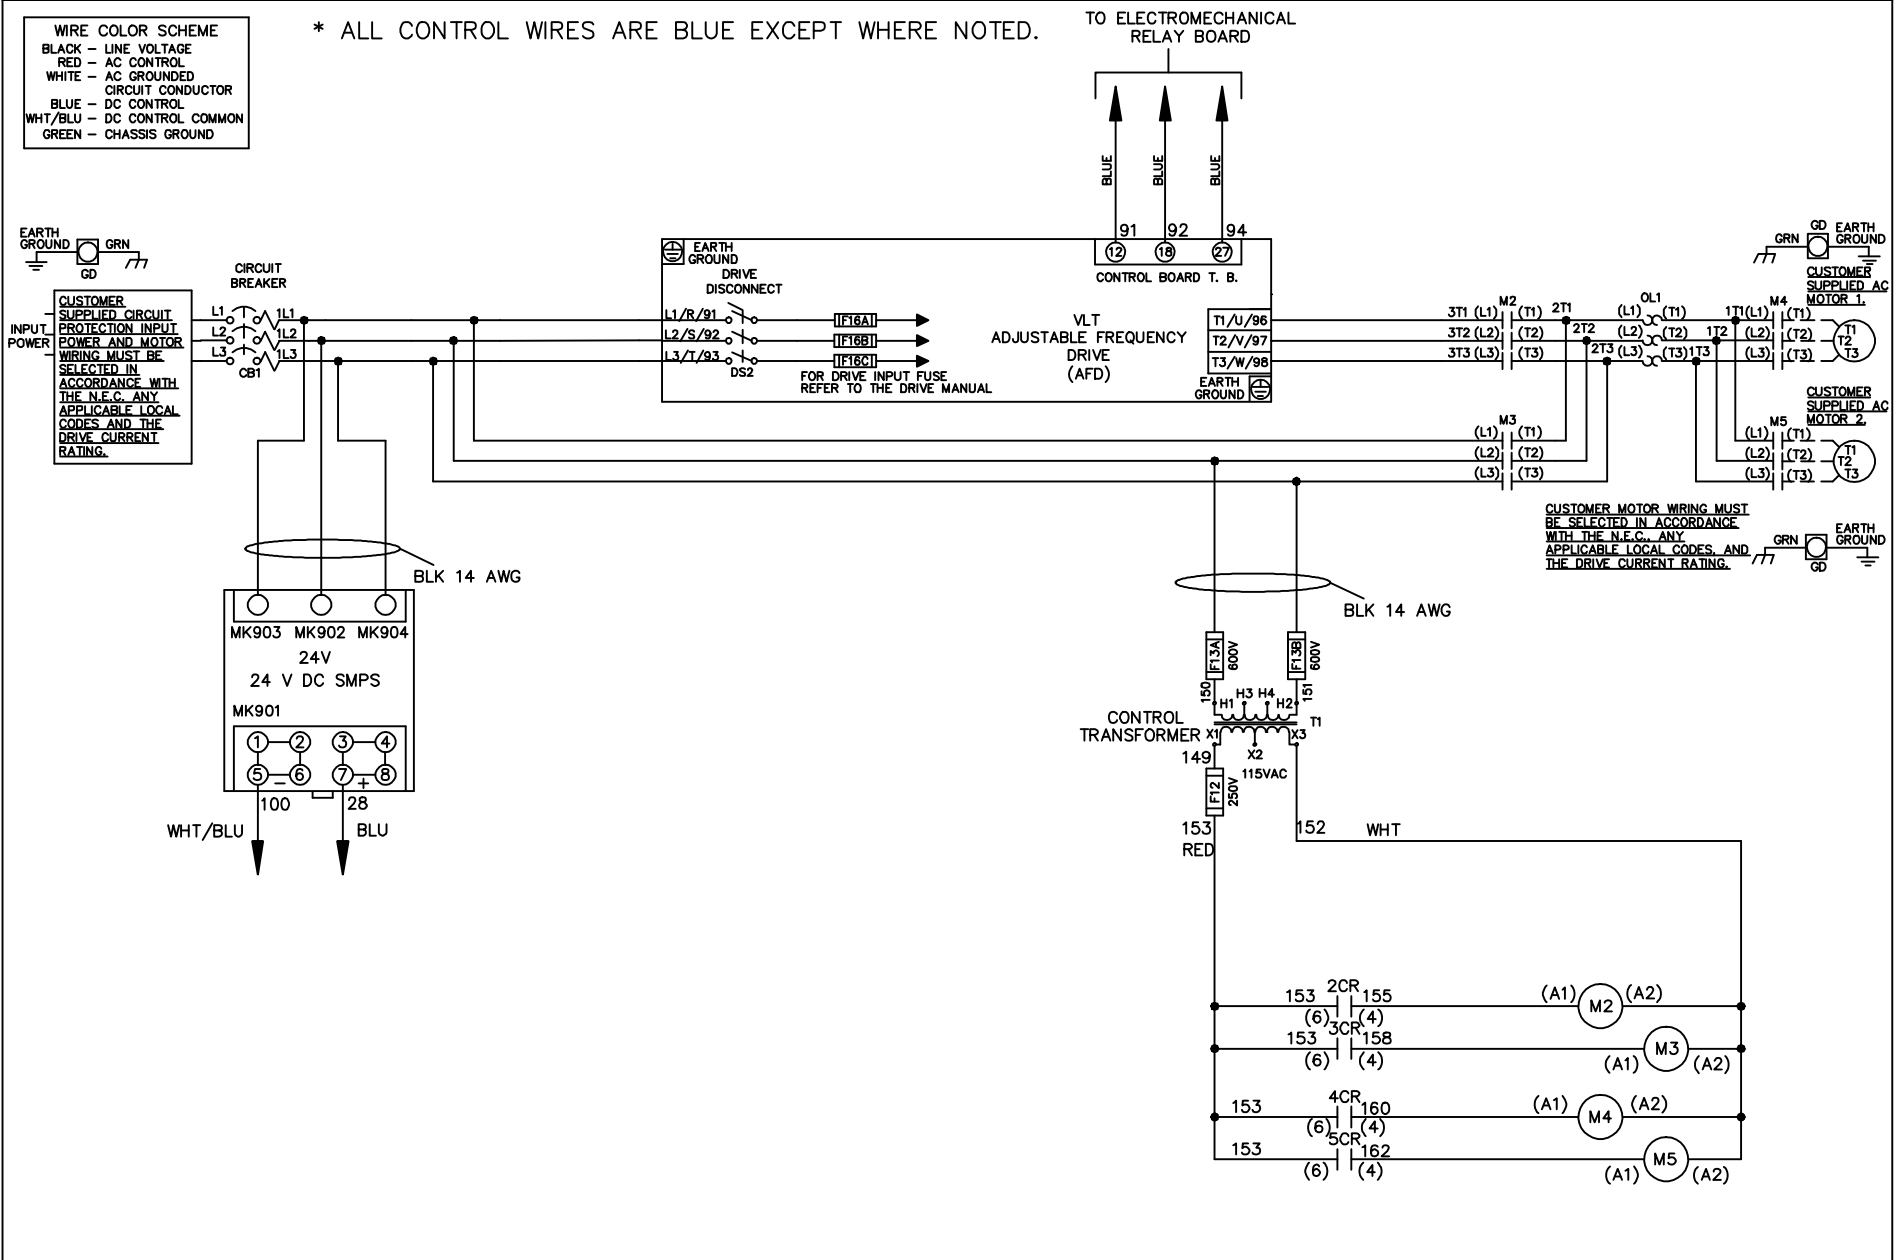 WIRE COLOR SCHEME
BLACK – LINE VOLTAGE
RED – AC CONTROL
WHITE – AC GROUNDED
CIRCUIT CONDUCTOR
BLUE – DC CONTROL
WHT/BLU – DC CONTROL COMMON
GREEN – CHASSIS GROUND
* ALL CONTROL WIRES ARE BLUE EXCEPT WHERE NOTED.
TO ELECTROMECHANICAL
RELAY BOARD
BLUE
BLUE
BLUE
91
92
94
12
18
27
CONTROL BOARD T. B.
EARTH
GROUND
GRN
GD
CIRCUIT
BREAKER
INPUT
POWER
CUSTOMER
SUPPLIED CIRCUIT
PROTECTION INPUT
POWER AND MOTOR
WIRING MUST BE
SELECTED IN
ACCORDANCE WITH
THE N.E.C. ANY
APPLICABLE LOCAL
CODES AND THE
DRIVE CURRENT
RATING.
L1
L2
L3
1L1
1L2
1L3
CB1
EARTH
GROUND
DRIVE
DISCONNECT
L1/R/91
L2/S/92
L3/T/93
DS2
F16A
F16B
F16C
FOR DRIVE INPUT FUSE
REFER TO THE DRIVE MANUAL
VLT
ADJUSTABLE FREQUENCY
DRIVE
(AFD)
T1/U/96
T2/V/97
T3/W/98
EARTH
GROUND
M2
3T1 (L1) (T1)
3T2 (L2) (T2)
3T3 (L3) (T3)
2T1
2T2
2T3
OL1
(L1) (T1)
(L2) (T2)
(L3) (T3)
1T1
1T2
1T3
M4
(L1) (T1)
(L2) (T2)
(L3) (T3)
T1
T2
T3
GD
GRN
EARTH
GROUND
CUSTOMER
SUPPLIED AC
MOTOR 1.
M3
(L1) (T1)
(L2) (T2)
(L3) (T3)
CUSTOMER
SUPPLIED AC
MOTOR 2.
M5
(L1) (T1)
(L2) (T2)
(L3) (T3)
T1
T2
T3
CUSTOMER MOTOR WIRING MUST
BE SELECTED IN ACCORDANCE
WITH THE N.E.C., ANY
APPLICABLE LOCAL CODES, AND
THE DRIVE CURRENT RATING.
GRN
GD
EARTH
GROUND
BLK 14 AWG
MK903 MK902 MK904
24V
24 V DC SMPS
MK901
1 2 3 4
5 6 7 8
– +
100
28
WHT/BLU
BLU
BLK 14 AWG
F13A
600V
F13B
600V
150
151
H1 H3 H4 H2
T1
CONTROL
TRANSFORMER
X1
X2
X3
149
115VAC
F12
250V
153
RED
152
WHT
2CR
153 155
(6) (4)
(A1) M2 (A2)
3CR
153 158
(6) (4)
(A1) M3 (A2)
4CR
153 160
(6) (4)
(A1) M4 (A2)
5CR
153 162
(6) (4)
(A1) M5 (A2)